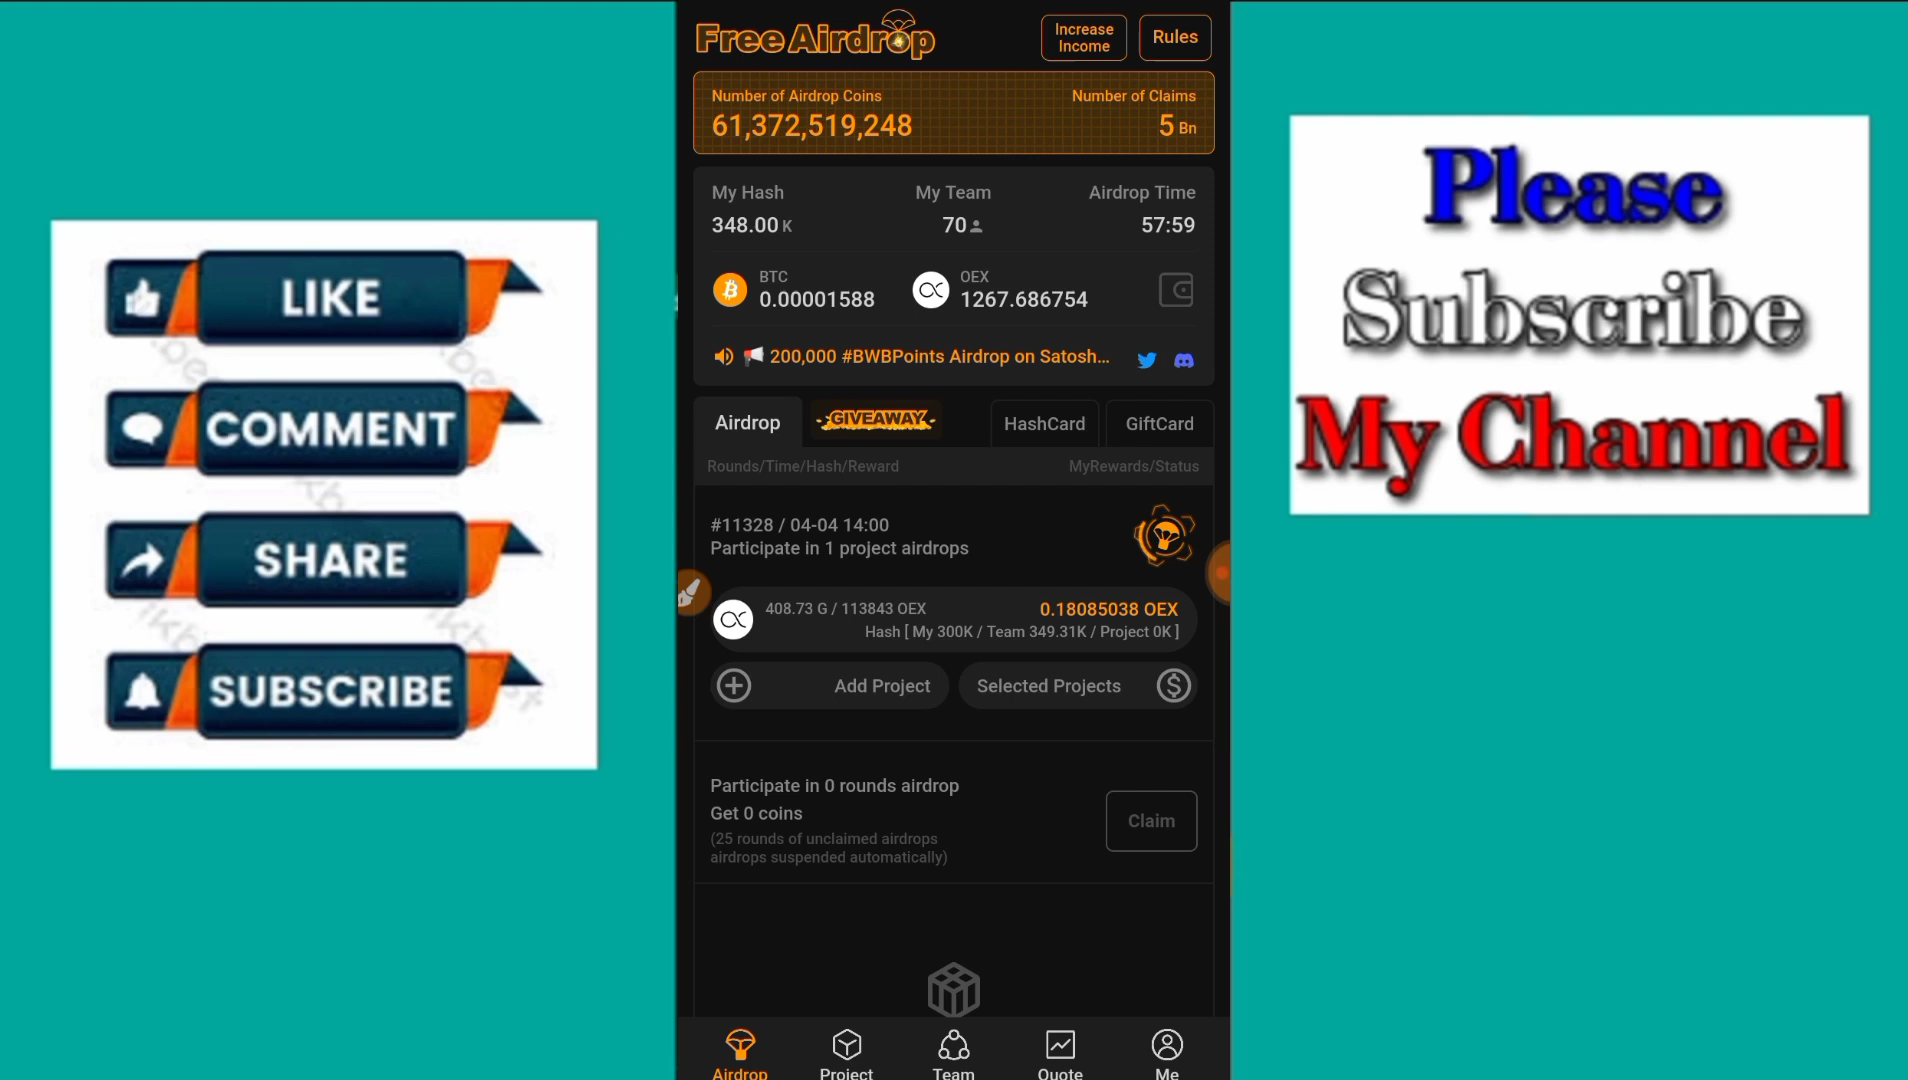 LIKE
COMMENT
SHARE
SUBSCRIBE
Free Airdrop
Increase
Income
Rules
Number of Airdrop Coins
Number of Claims
61,372,519,248
5 Bn
My Hash
My Team
Airdrop Time
348.00 K
70
57:59
BTC
0.00001588
OEX
1267.686754
200,000 #BWBPoints Airdrop on Satosh...
Airdrop
GIVEAWAY
HashCard
GiftCard
Rounds/Time/Hash/Reward
MyRewards/Status
#11328 / 04-04 14:00
Participate in 1 project airdrops
408.73 G / 113843 OEX
0.18085038 OEX
Hash [ My 300K / Team 349.31K / Project 0K ]
Add Project
Selected Projects
Participate in 0 rounds airdrop
Get 0 coins
(25 rounds of unclaimed airdrops
airdrops suspended automatically)
Claim
Airdrop
Project
Team
Quote
Me
Please
Subscribe
My Channel